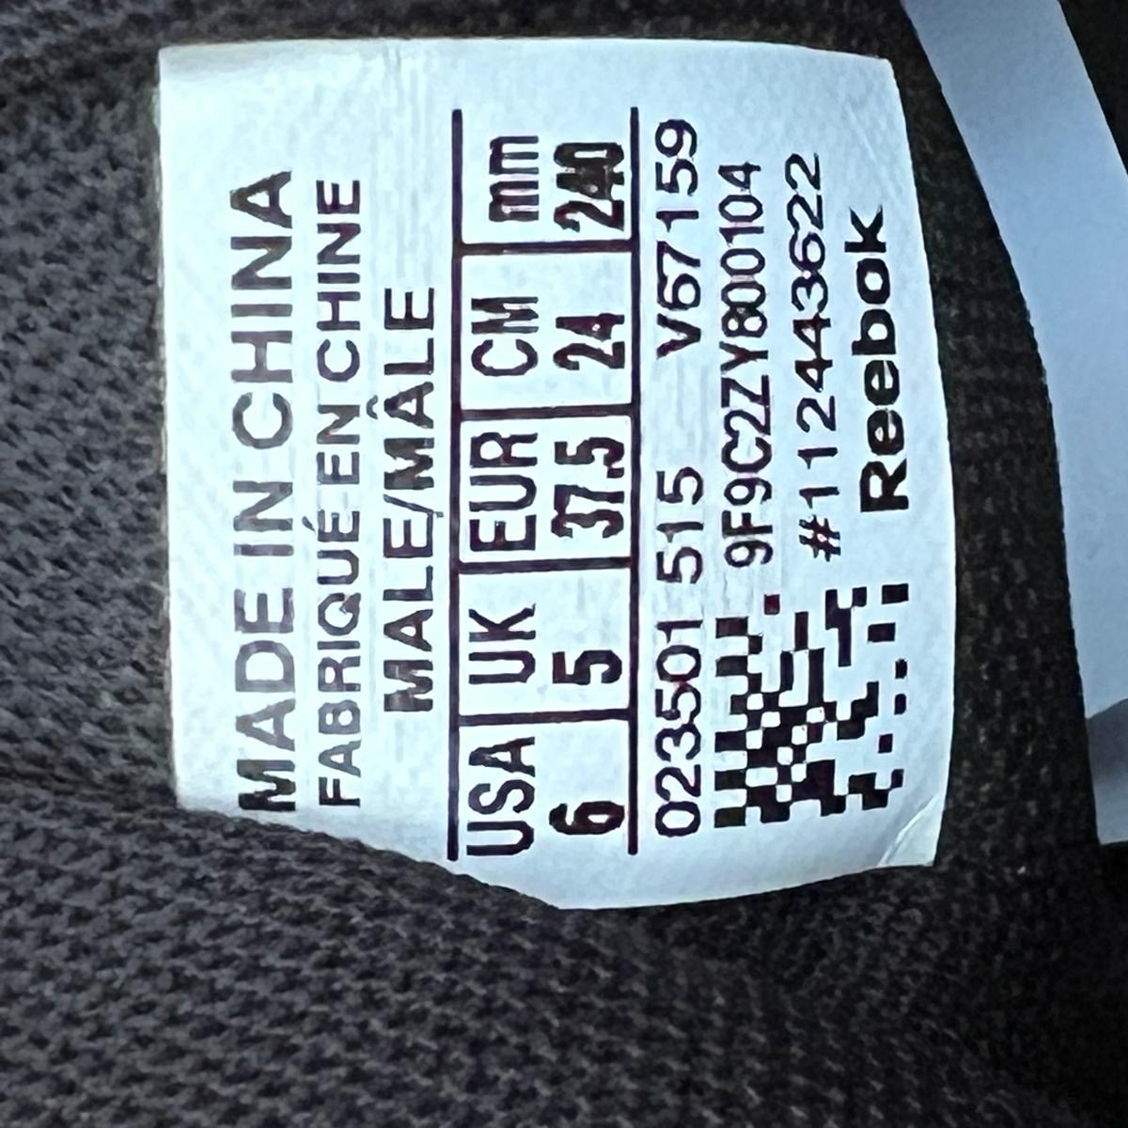 MADE IN CHINA
FABRIQUÉ EN CHINE
MALE/MÂLE
USA UK EUR CM mm
6 5 37.5 24 240
023501 515 V67159
9F9C2ZY800104
#112443622
Reebok